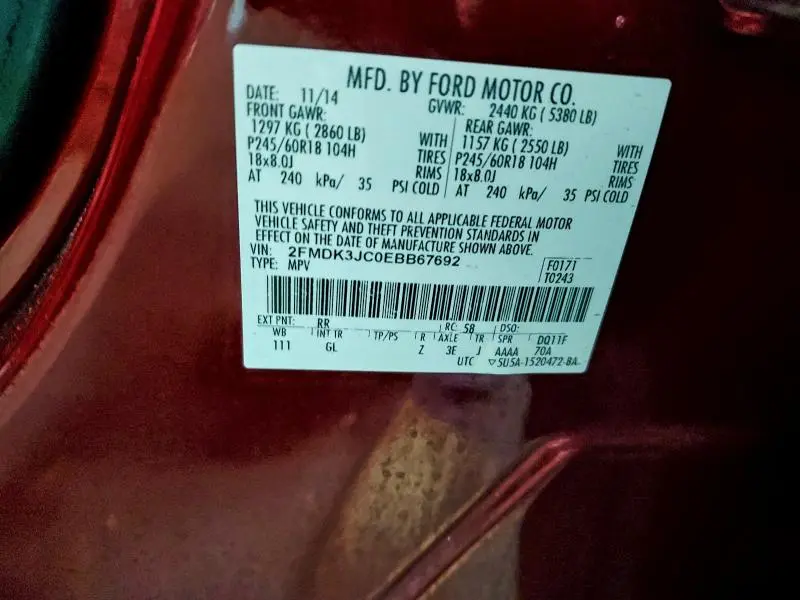 MFD. BY FORD MOTOR CO.
DATE: 11/14 GVWR: 2440 KG ( 5380 LB)
FRONT GAWR: REAR GAWR:
1297 KG ( 2860 LB) WITH 1157 KG ( 2550 LB) WITH
P245/60R18 104H TIRES P245/60R18 104H TIRES
18x8.0J RIMS 18x8.0J RIMS
AT 240 kPa/ 35 PSI COLD AT 240 kPa/ 35 PSI COLD
THIS VEHICLE CONFORMS TO ALL APPLICABLE FEDERAL MOTOR
VEHICLE SAFETY AND THEFT PREVENTION STANDARDS IN
EFFECT ON THE DATE OF MANUFACTURE SHOWN ABOVE.
VIN: 2FMDK3JC0EBB67692
TYPE: MPV F0171
T0243
EXT PNT: RR RC: 58 DSO:
WB INT TR TP/PS R AXLE TR SPR DQ11F
111 GL Z 3E J AAAA 70A
UTC ▽5U5A-1520472-BA